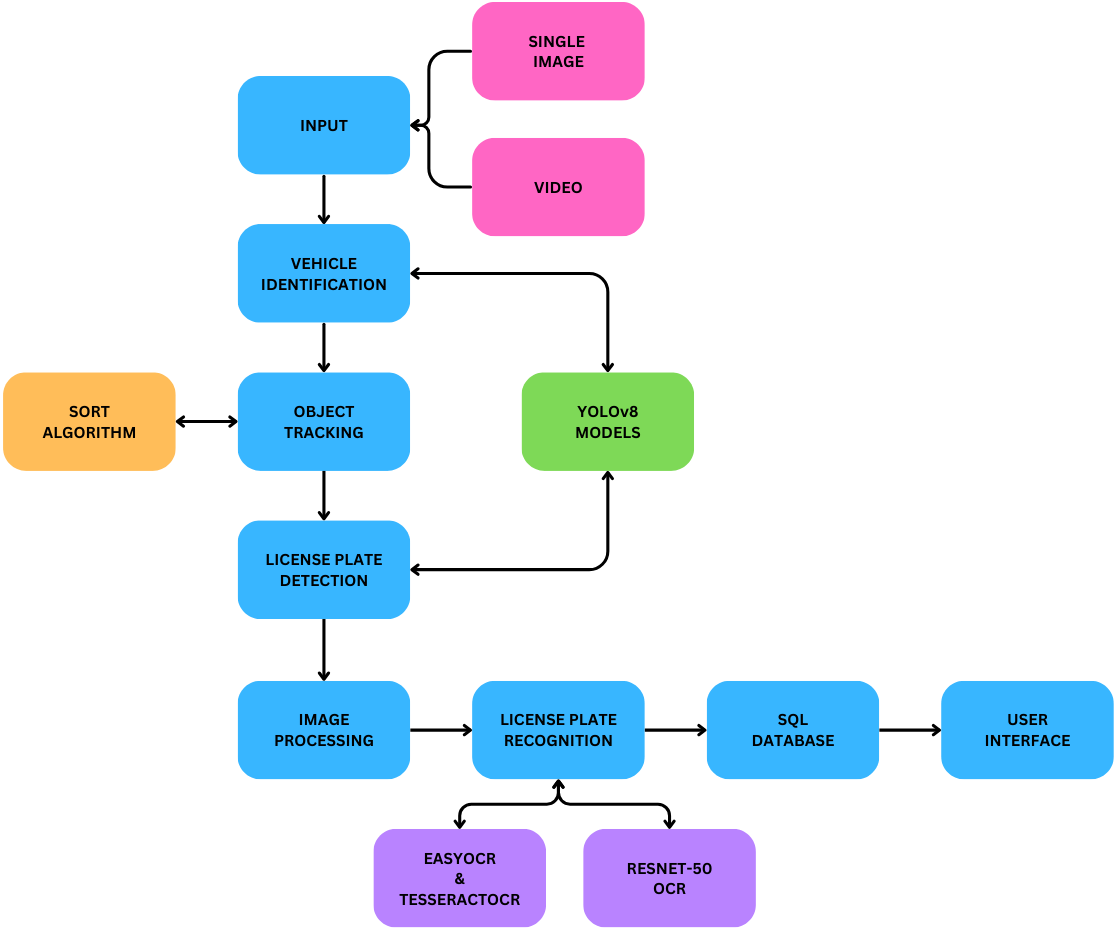 SINGLE
IMAGE
INPUT
VIDEO
VEHICLE
IDENTIFICATION
SORT
ALGORITHM
OBJECT
TRACKING
YOLOv8
MODELS
LICENSE PLATE
DETECTION
IMAGE
PROCESSING
LICENSE PLATE
RECOGNITION
SQL
DATABASE
USER
INTERFACE
EASYOCR
&
TESSERACTOCR
RESNET-50
OCR